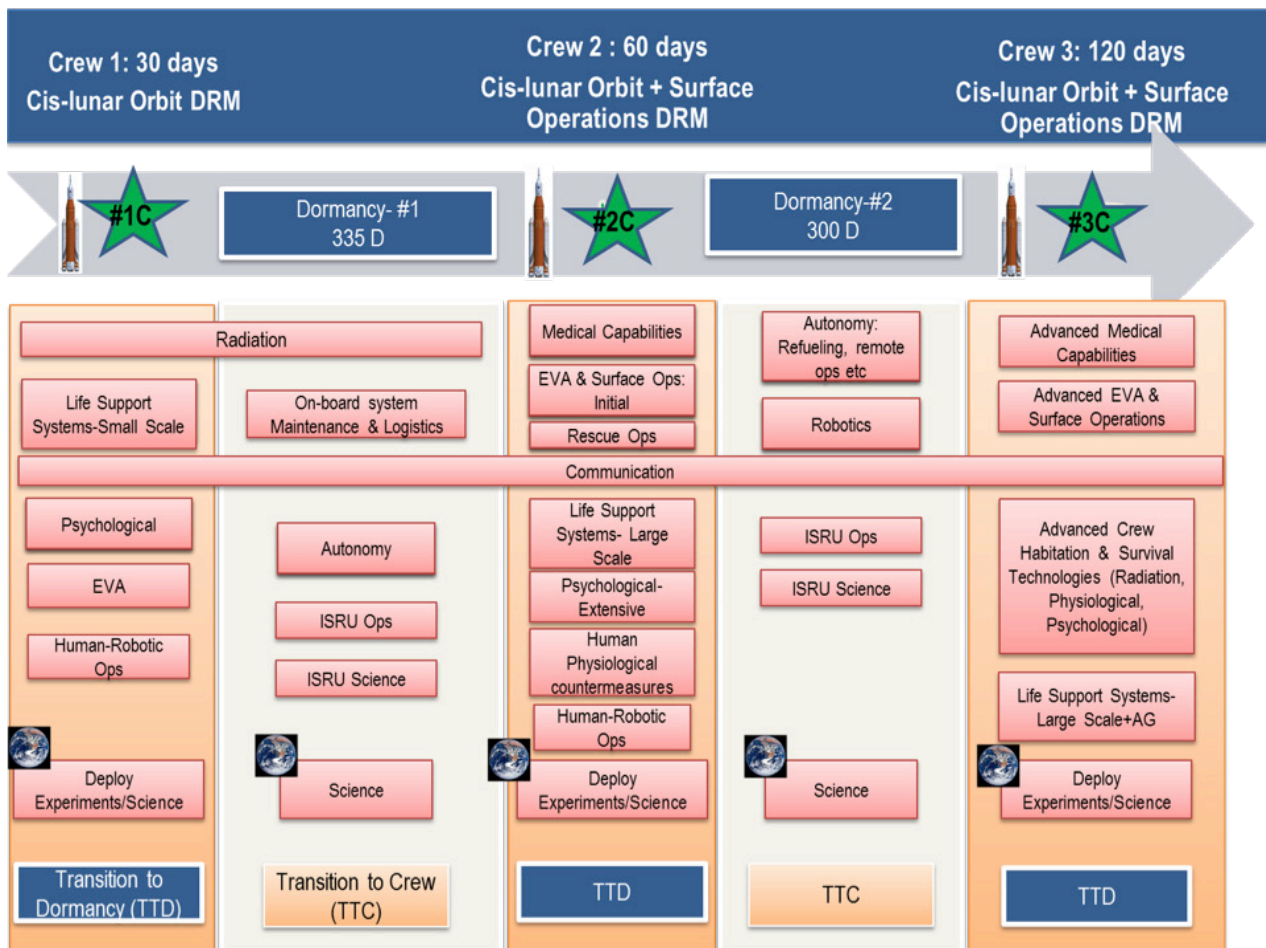 Crew 1: 30 days
Cis-lunar Orbit DRM
Crew 2 : 60 days
Cis-lunar Orbit + Surface
Operations DRM
Crew 3: 120 days
Cis-lunar Orbit + Surface
Operations DRM
#1C
Dormancy- #1
335 D
#2C
Dormancy-#2
300 D
#3C
Radiation
Life Support
Systems-Small Scale
On-board system
Maintenance & Logistics
Medical Capabilities
EVA & Surface Ops:
Initial
Rescue Ops
Autonomy:
Refueling, remote
ops etc
Robotics
Advanced Medical
Capabilities
Advanced EVA &
Surface Operations
Communication
Psychological
EVA
Human-Robotic
Ops
Deploy
Experiments/Science
Autonomy
ISRU Ops
ISRU Science
Science
Life Support
Systems- Large
Scale
Psychological-
Extensive
Human
Physiological
countermeasures
Human-Robotic
Ops
Deploy
Experiments/Science
ISRU Ops
ISRU Science
Science
Advanced Crew
Habitation & Survival
Technologies (Radiation,
Physiological,
Psychological)
Life Support Systems-
Large Scale+AG
Deploy
Experiments/Science
Transition to
Dormancy (TTD)
Transition to Crew
(TTC)
TTD
TTC
TTD